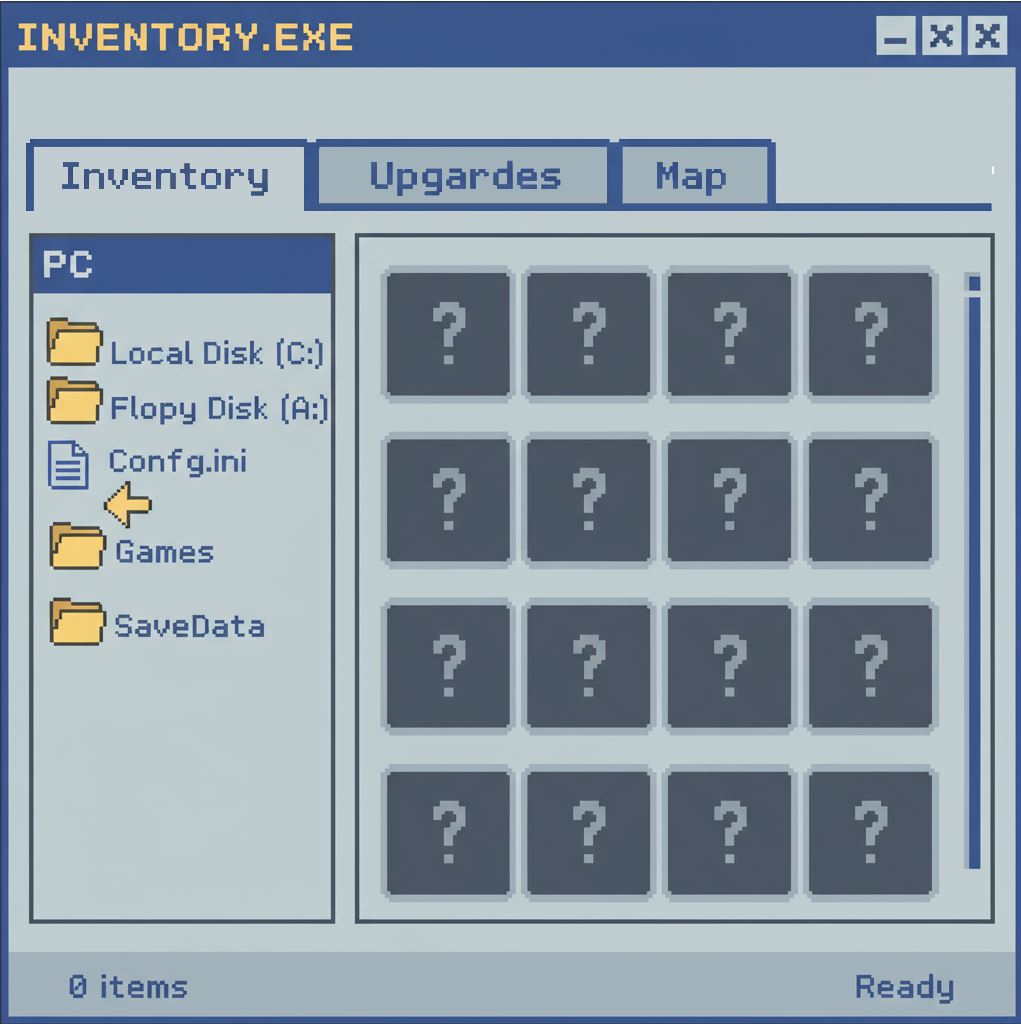 INVENTORY.EXE
Inventory Upgardes Map
PC
Local Disk (C:)
Flopy Disk (A:)
Confg.ini
Games
SaveData
? ? ? ?
? ? ? ?
? ? ? ?
? ? ? ?
0 items Ready